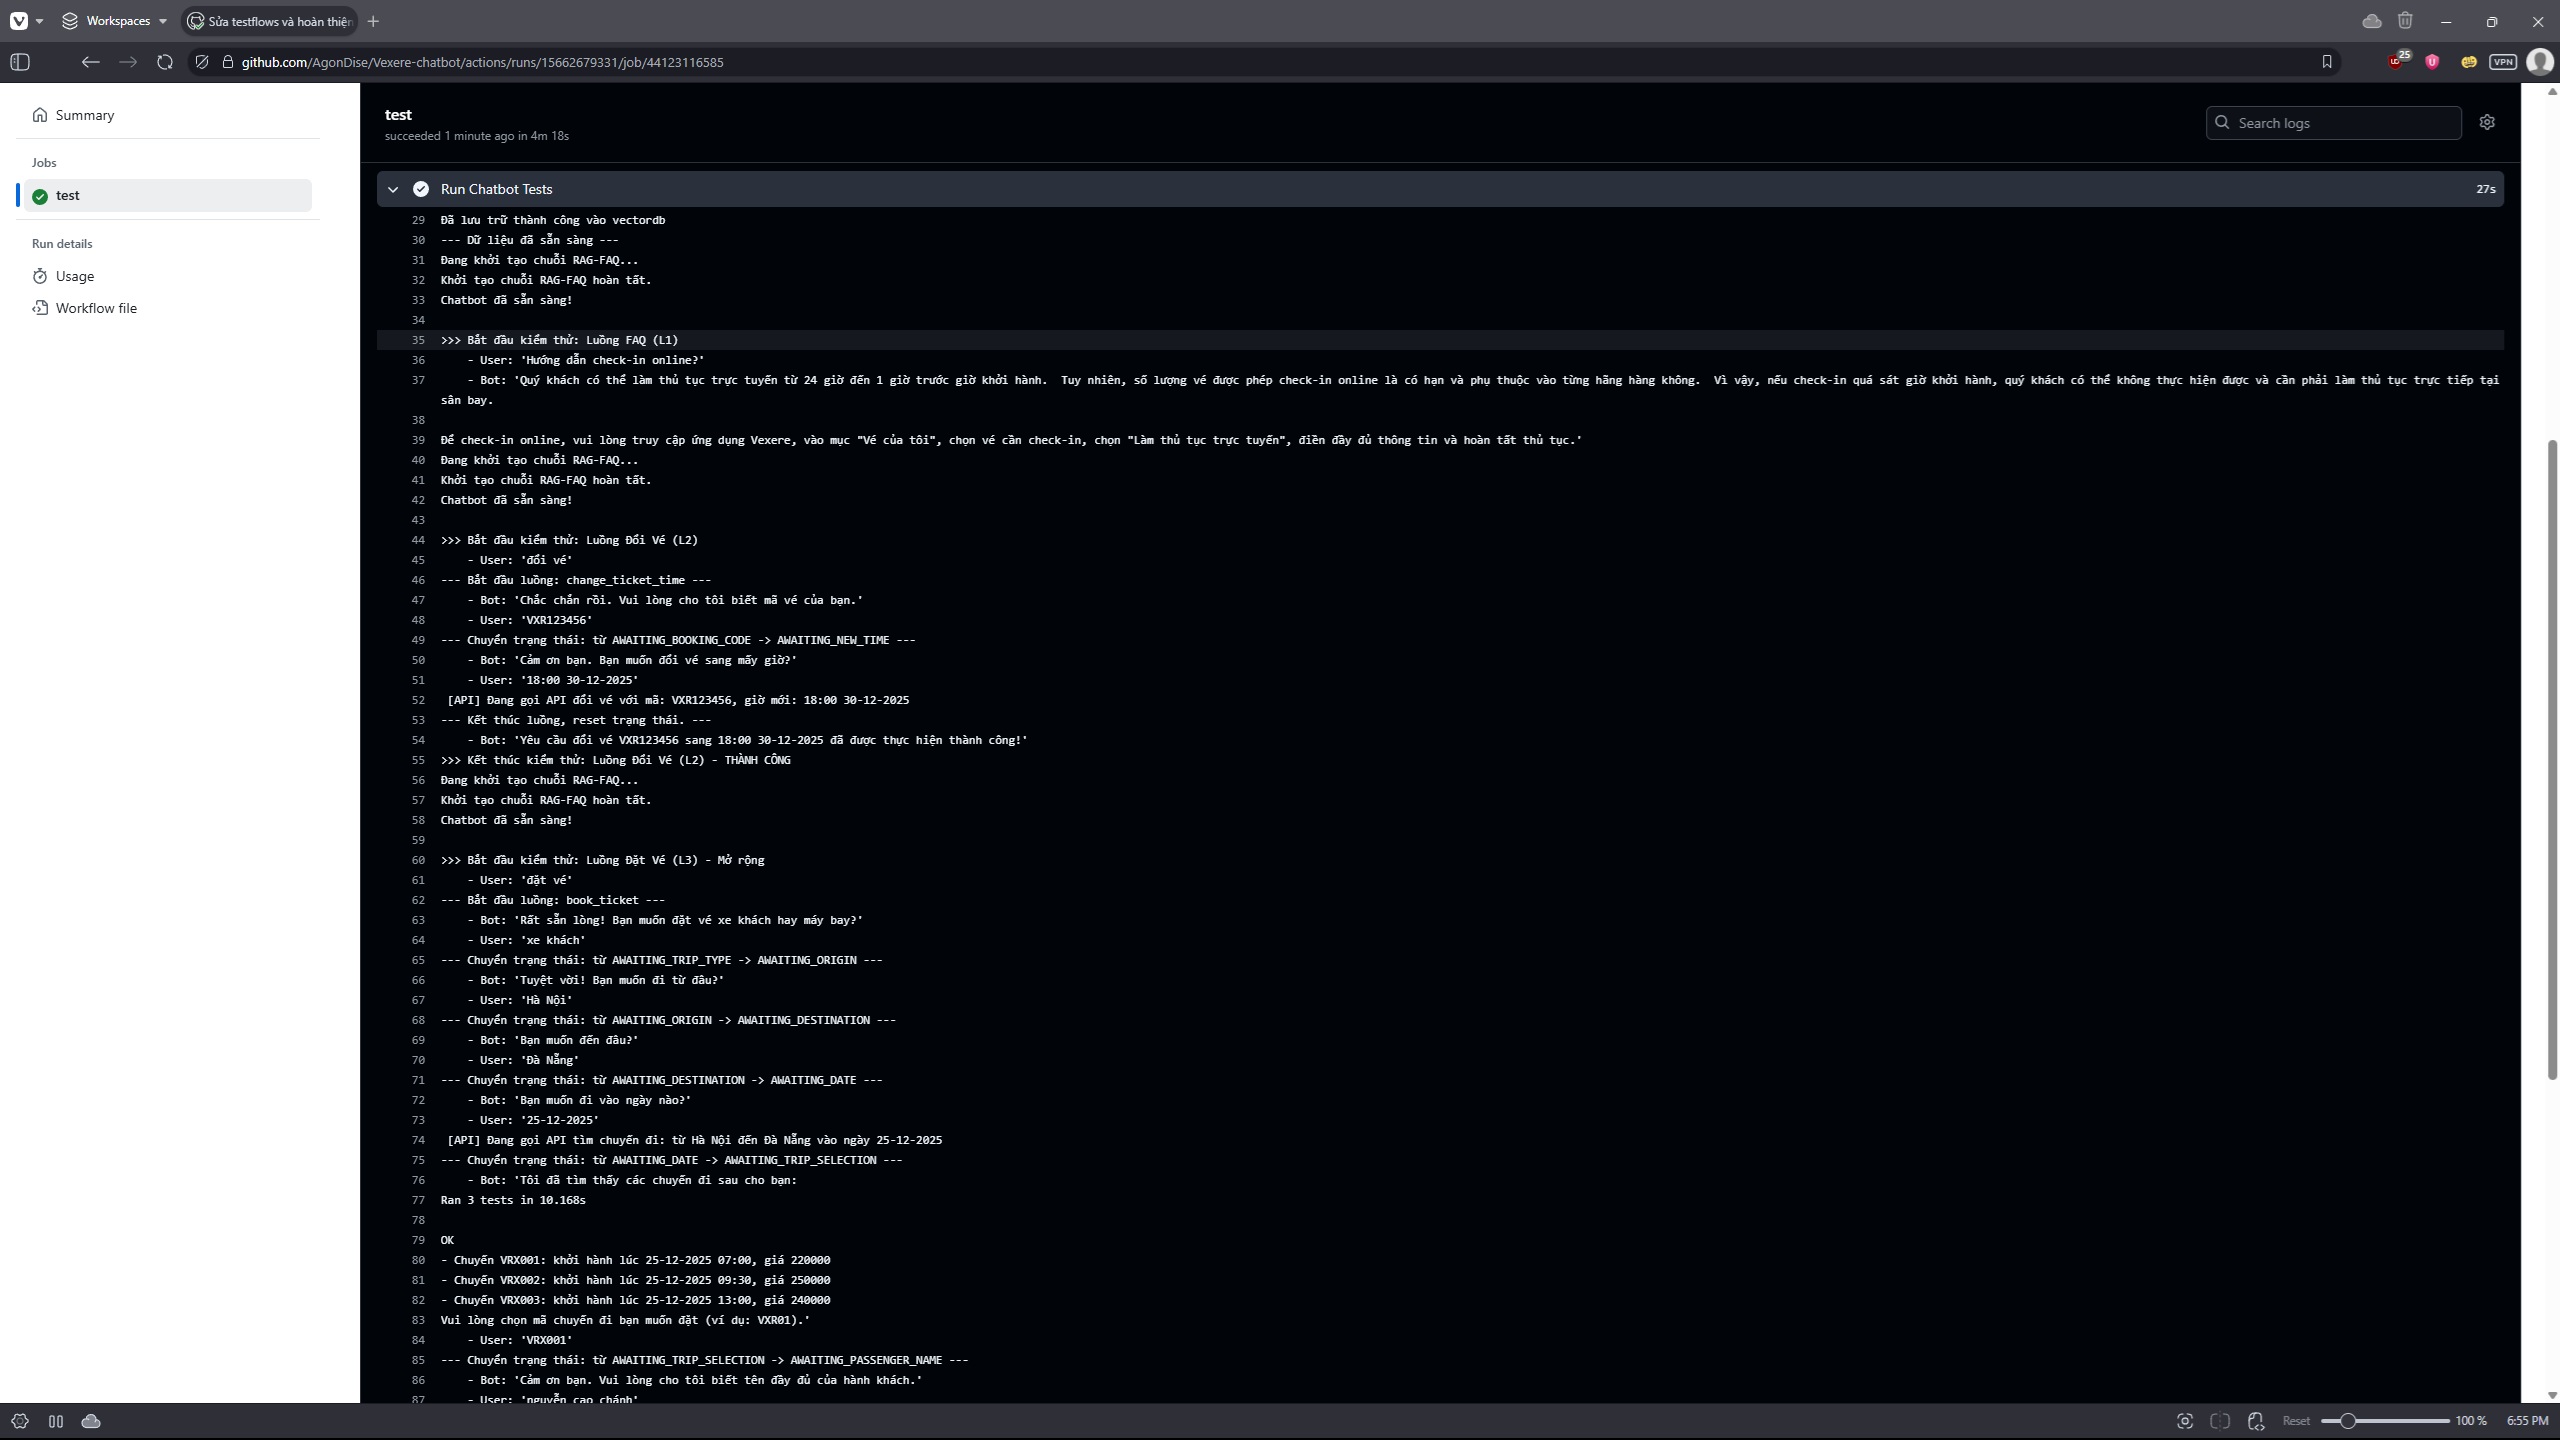 Workspaces
Sửa testflows và hoàn thiện
github.com/AgonDise/Vexere-chatbot/actions/runs/15662679331/job/44123116585
25
VPN
Summary
Jobs
test
Run details
Usage
Workflow file
test
succeeded 1 minute ago in 4m 18s
Search logs
Run Chatbot Tests
27s
29 Đã lưu trữ thành công vào vectordb
30 --- Dữ liệu đã sẵn sàng ---
31 Đang khởi tạo chuỗi RAG-FAQ...
32 Khởi tạo chuỗi RAG-FAQ hoàn tất.
33 Chatbot đã sẵn sàng!
34
35 >>> Bắt đầu kiểm thử: Luồng FAQ (L1)
36 - User: 'Hướng dẫn check-in online?'
37 - Bot: 'Quý khách có thể làm thủ tục trực tuyến từ 24 giờ đến 1 giờ trước giờ khởi hành.  Tuy nhiên, số lượng vé được phép check-in online là có hạn và phụ thuộc vào từng hãng hàng không.  Vì vậy, nếu check-in quá sát giờ khởi hành, quý khách có thể không thực hiện được và cần phải làm thủ tục trực tiếp tại
sân bay.
38
39 Để check-in online, vui lòng truy cập ứng dụng Vexere, vào mục "Vé của tôi", chọn vé cần check-in, chọn "Làm thủ tục trực tuyến", điền đầy đủ thông tin và hoàn tất thủ tục.'
40 Đang khởi tạo chuỗi RAG-FAQ...
41 Khởi tạo chuỗi RAG-FAQ hoàn tất.
42 Chatbot đã sẵn sàng!
43
44 >>> Bắt đầu kiểm thử: Luồng Đổi Vé (L2)
45 - User: 'đổi vé'
46 --- Bắt đầu luồng: change_ticket_time ---
47 - Bot: 'Chắc chắn rồi. Vui lòng cho tôi biết mã vé của bạn.'
48 - User: 'VXR123456'
49 --- Chuyển trạng thái: từ AWAITING_BOOKING_CODE -> AWAITING_NEW_TIME ---
50 - Bot: 'Cảm ơn bạn. Bạn muốn đổi vé sang mấy giờ?'
51 - User: '18:00 30-12-2025'
52 [API] Đang gọi API đổi vé với mã: VXR123456, giờ mới: 18:00 30-12-2025
53 --- Kết thúc luồng, reset trạng thái. ---
54 - Bot: 'Yêu cầu đổi vé VXR123456 sang 18:00 30-12-2025 đã được thực hiện thành công!'
55 >>> Kết thúc kiểm thử: Luồng Đổi Vé (L2) - THÀNH CÔNG
56 Đang khởi tạo chuỗi RAG-FAQ...
57 Khởi tạo chuỗi RAG-FAQ hoàn tất.
58 Chatbot đã sẵn sàng!
59
60 >>> Bắt đầu kiểm thử: Luồng Đặt Vé (L3) - Mở rộng
61 - User: 'đặt vé'
62 --- Bắt đầu luồng: book_ticket ---
63 - Bot: 'Rất sẵn lòng! Bạn muốn đặt vé xe khách hay máy bay?'
64 - User: 'xe khách'
65 --- Chuyển trạng thái: từ AWAITING_TRIP_TYPE -> AWAITING_ORIGIN ---
66 - Bot: 'Tuyệt vời! Bạn muốn đi từ đâu?'
67 - User: 'Hà Nội'
68 --- Chuyển trạng thái: từ AWAITING_ORIGIN -> AWAITING_DESTINATION ---
69 - Bot: 'Bạn muốn đến đâu?'
70 - User: 'Đà Nẵng'
71 --- Chuyển trạng thái: từ AWAITING_DESTINATION -> AWAITING_DATE ---
72 - Bot: 'Bạn muốn đi vào ngày nào?'
73 - User: '25-12-2025'
74 [API] Đang gọi API tìm chuyến đi: từ Hà Nội đến Đà Nẵng vào ngày 25-12-2025
75 --- Chuyển trạng thái: từ AWAITING_DATE -> AWAITING_TRIP_SELECTION ---
76 - Bot: 'Tôi đã tìm thấy các chuyến đi sau cho bạn:
77 Ran 3 tests in 10.168s
78
79 OK
80 - Chuyến VRX001: khởi hành lúc 25-12-2025 07:00, giá 220000
81 - Chuyến VRX002: khởi hành lúc 25-12-2025 09:30, giá 250000
82 - Chuyến VRX003: khởi hành lúc 25-12-2025 13:00, giá 240000
83 Vui lòng chọn mã chuyến đi bạn muốn đặt (ví dụ: VXR01).'
84 - User: 'VRX001'
85 --- Chuyển trạng thái: từ AWAITING_TRIP_SELECTION -> AWAITING_PASSENGER_NAME ---
86 - Bot: 'Cảm ơn bạn. Vui lòng cho tôi biết tên đầy đủ của hành khách.'
87 - User: 'nguyễn cao chánh'
Reset
100 %
6:55 PM